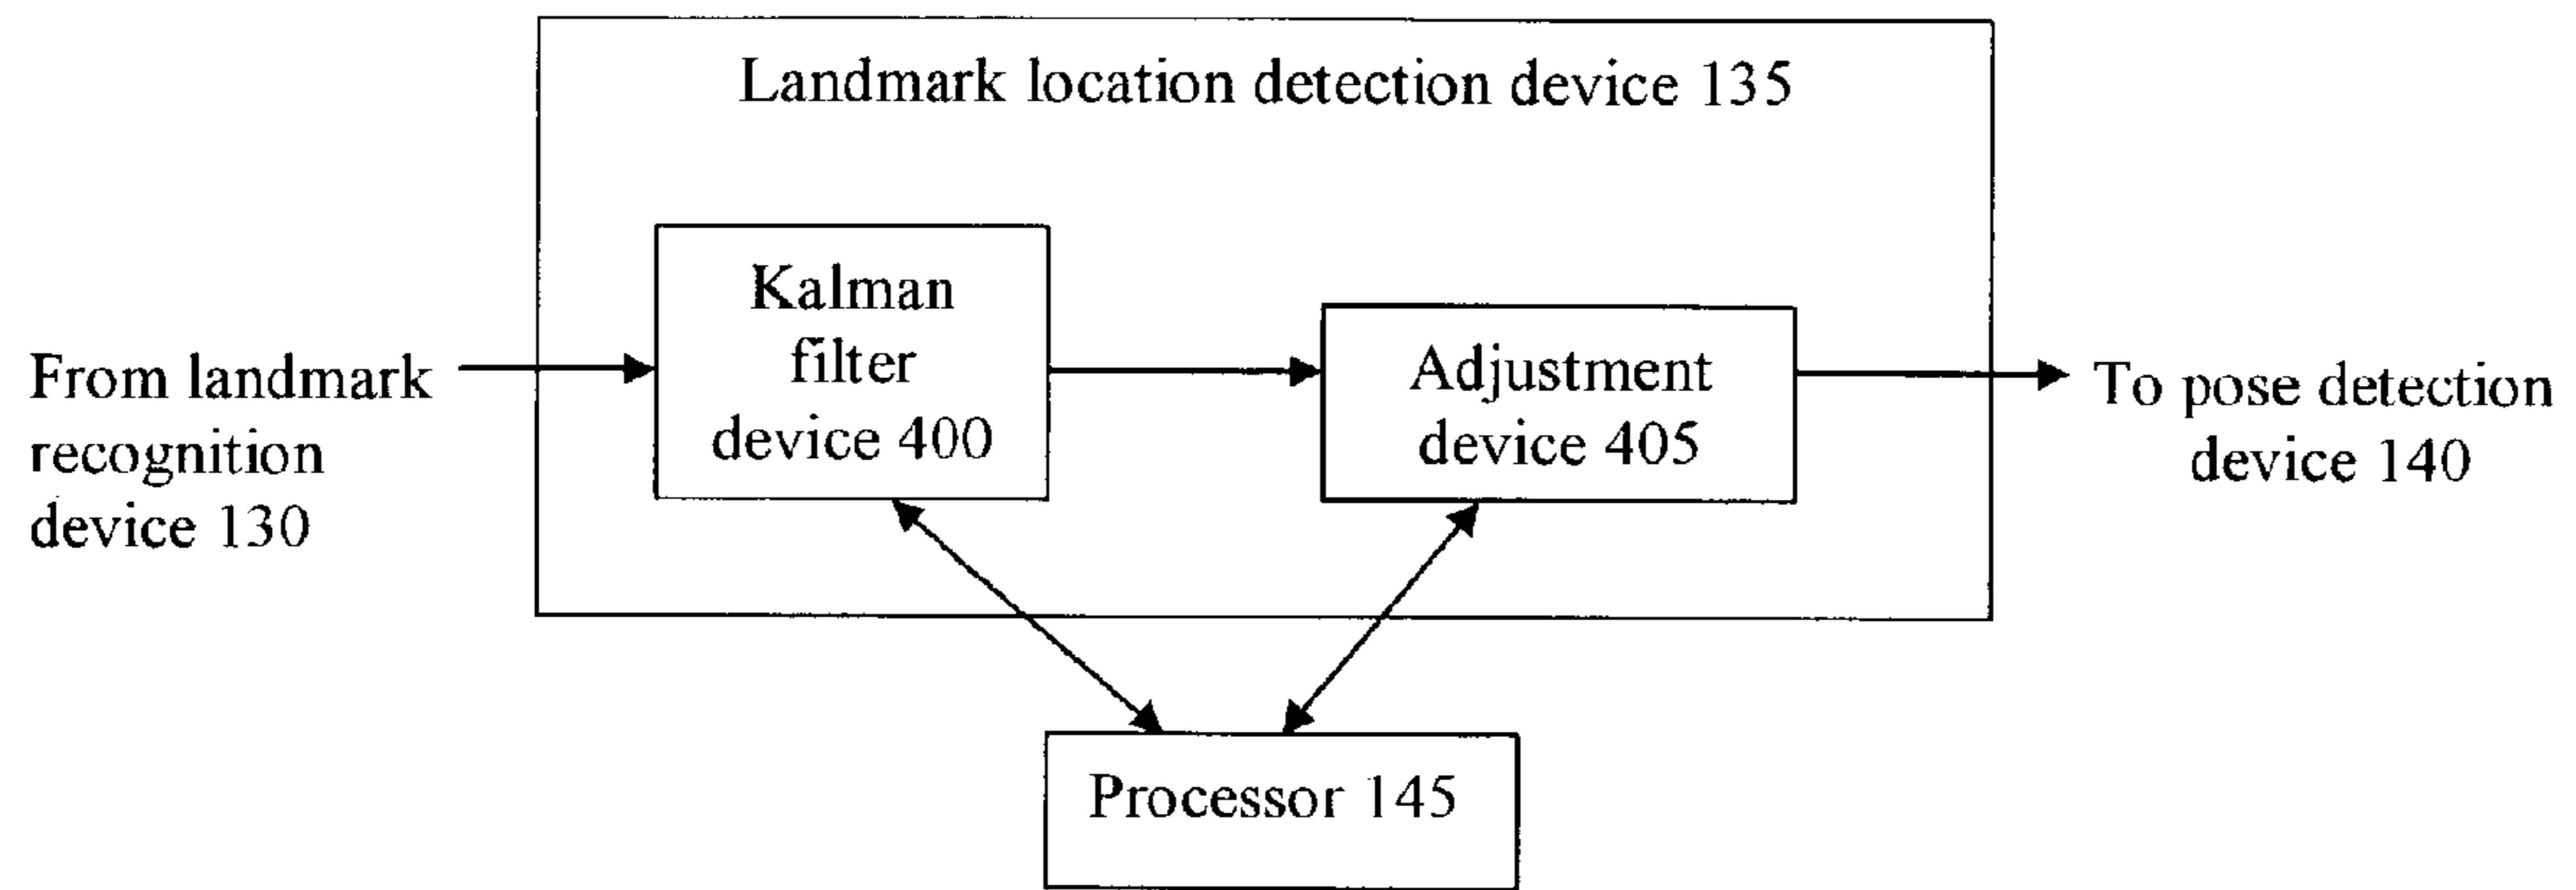 Landmark location detection device 135
Kalman
filter
device 400
Adjustment
device 405
From landmark
recognition
device 130
To pose detection
device 140
Processor 145